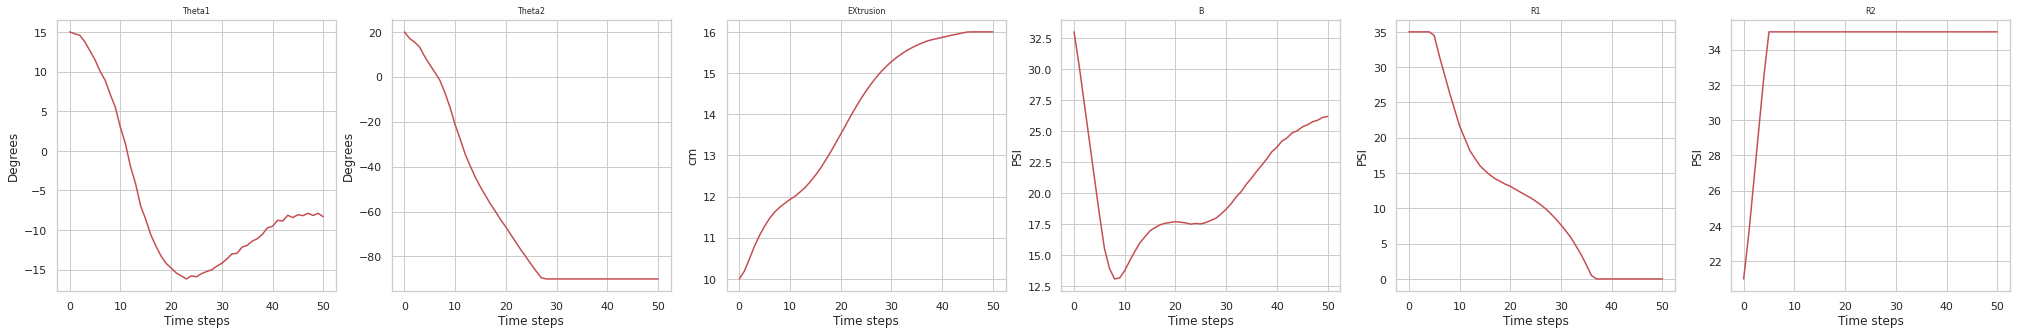 Theta1
15
10
5
0
−5
−10
−15
Degrees
0 10 20 30 40 50
Time steps
Theta2
20
0
−20
−40
−60
−80
Degrees
0 10 20 30 40 50
Time steps
EXtrusion
16
15
14
13
12
11
10
cm
0 10 20 30 40 50
Time steps
B
32.5
30.0
27.5
25.0
22.5
20.0
17.5
15.0
12.5
PSI
0 10 20 30 40 50
Time steps
R1
35
30
25
20
15
10
5
0
PSI
0 10 20 30 40 50
Time steps
R2
34
32
30
28
26
24
22
PSI
0 10 20 30 40 50
Time steps